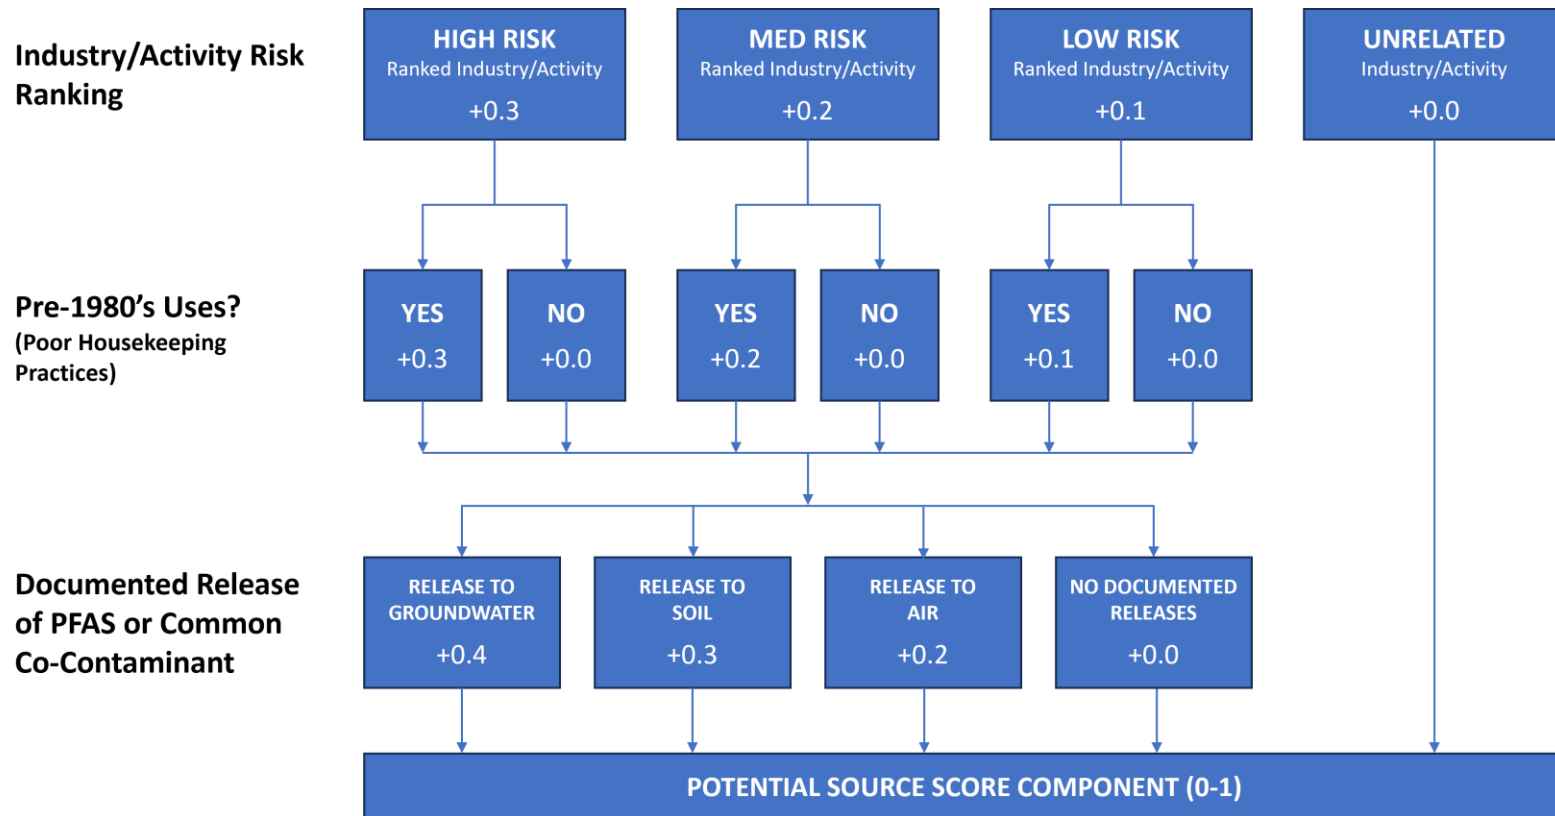 Industry/Activity Risk
Ranking
HIGH RISK
Ranked Industry/Activity
+0.3
MED RISK
Ranked Industry/Activity
+0.2
LOW RISK
Ranked Industry/Activity
+0.1
UNRELATED
Industry/Activity
+0.0
Pre-1980’s Uses?
(Poor Housekeeping
Practices)
YES
+0.3
NO
+0.0
YES
+0.2
NO
+0.0
YES
+0.1
NO
+0.0
Documented Release
of PFAS or Common
Co-Contaminant
RELEASE TO
GROUNDWATER
+0.4
RELEASE TO
SOIL
+0.3
RELEASE TO
AIR
+0.2
NO DOCUMENTED
RELEASES
+0.0
POTENTIAL SOURCE SCORE COMPONENT (0-1)